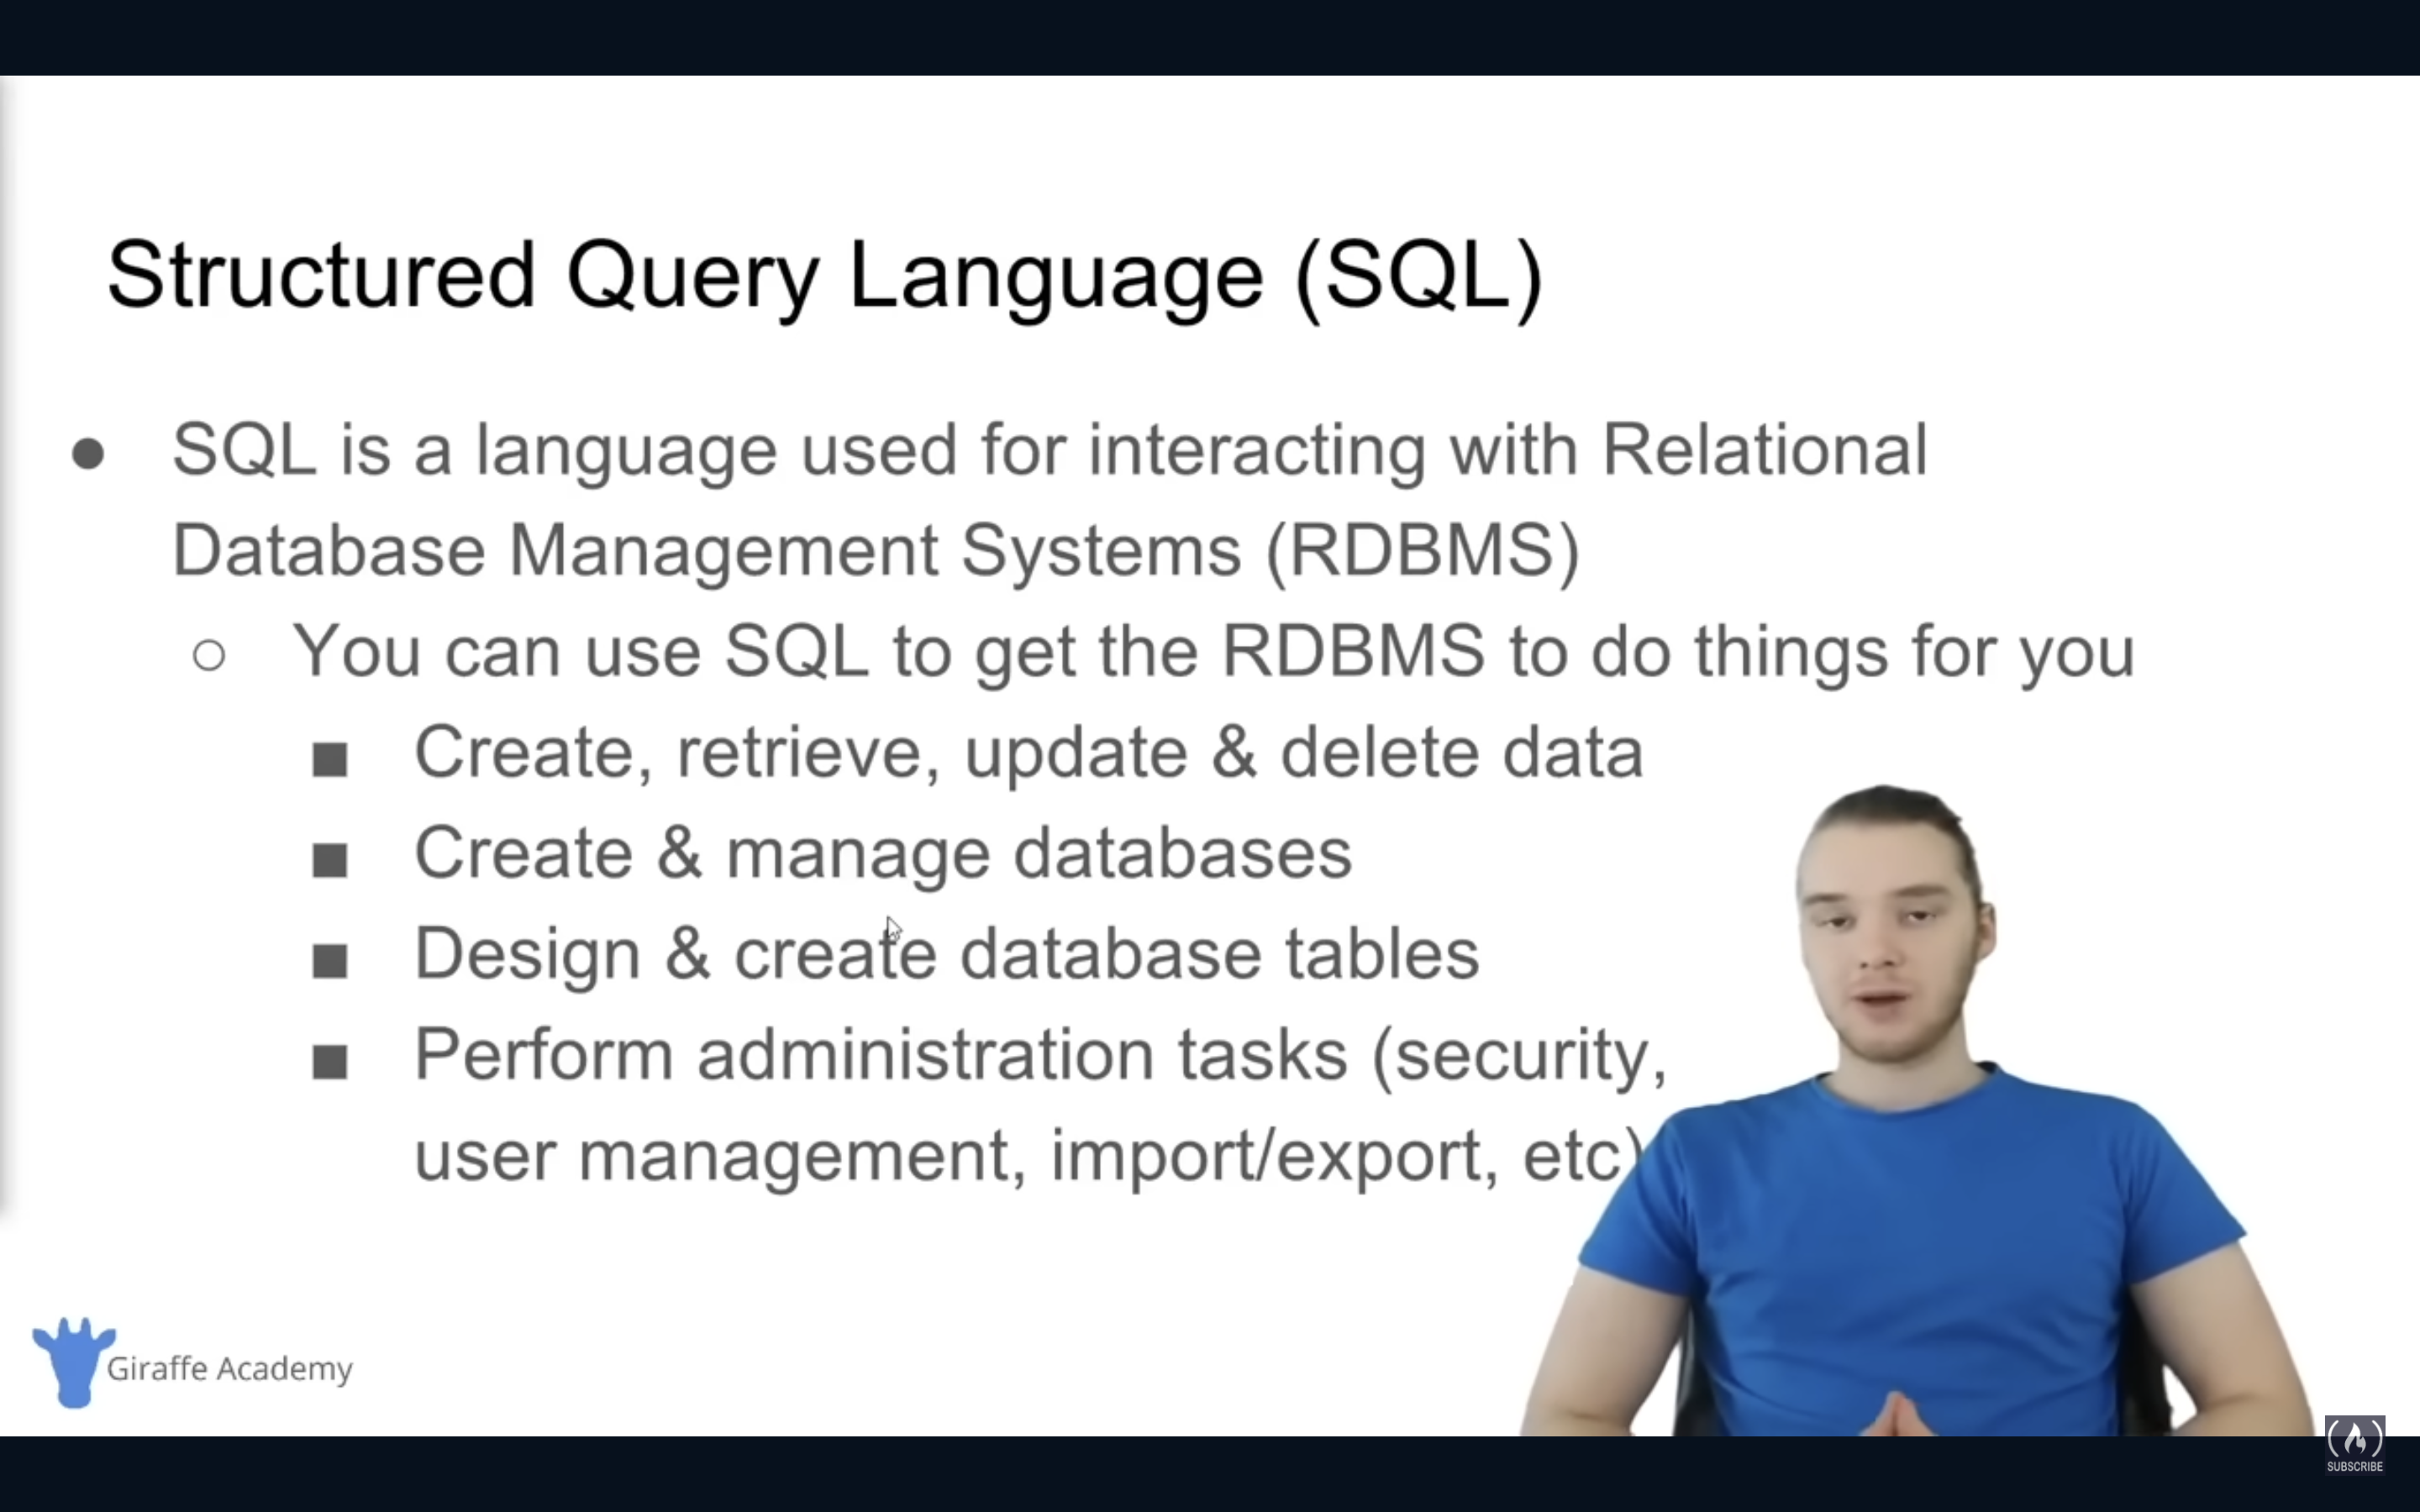 Structured Query Language (SQL)
● SQL is a language used for interacting with Relational
Database Management Systems (RDBMS)
○ You can use SQL to get the RDBMS to do things for you
■ Create, retrieve, update & delete data
■ Create & manage databases
■ Design & create database tables
■ Perform administration tasks (security,
user management, import/export, etc)
Giraffe Academy
SUBSCRIBE